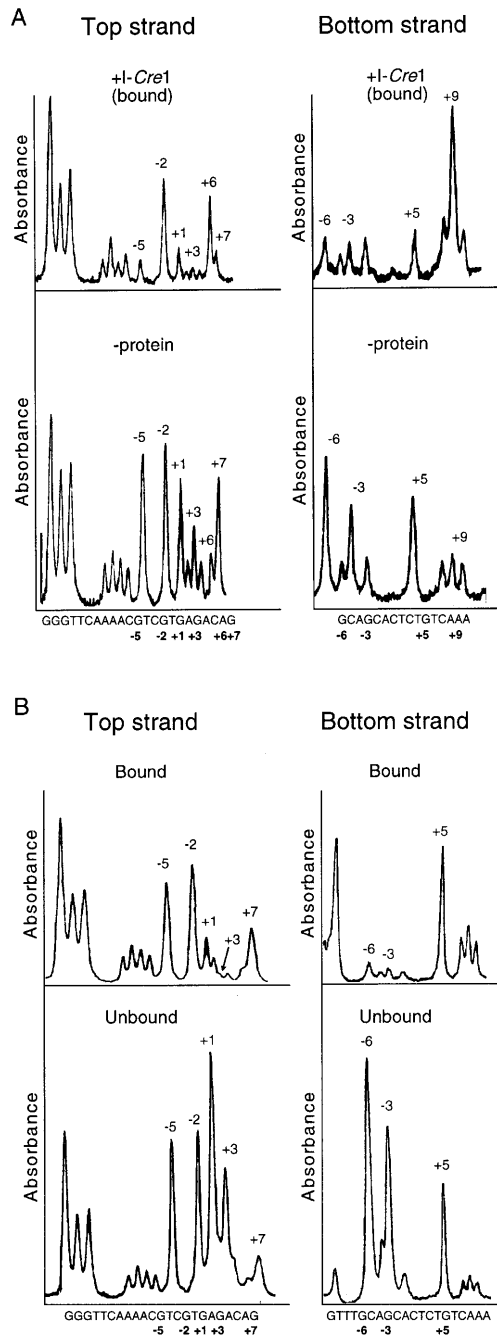 A
Top strand
Bottom strand
+I-Cre1
(bound)
+I-Cre1
(bound)
Absorbance
-5
-2
+1
+3
+6
+7
Absorbance
-6
-3
+5
+9
-protein
-protein
Absorbance
-5
-2
+1
+3
+6
+7
Absorbance
-6
-3
+5
+9
GGGTTCAAAACGTCGTGAGACAG
-5 -2 +1 +3 +6+7
GCAGCACTCTGTCAAA
-6 -3 +5 +9
B
Top strand
Bottom strand
Bound
Bound
Absorbance
-5
-2
+1
+3
+7
Absorbance
-6
-3
+5
Unbound
Unbound
Absorbance
-5
-2
+1
+3
+7
Absorbance
-6
-3
+5
GGGTTCAAAACGTCGTGAGACAG
-5 -2 +1 +3 +7
GTTTGCAGCACTCTGTCAAA
-6 -3 +5